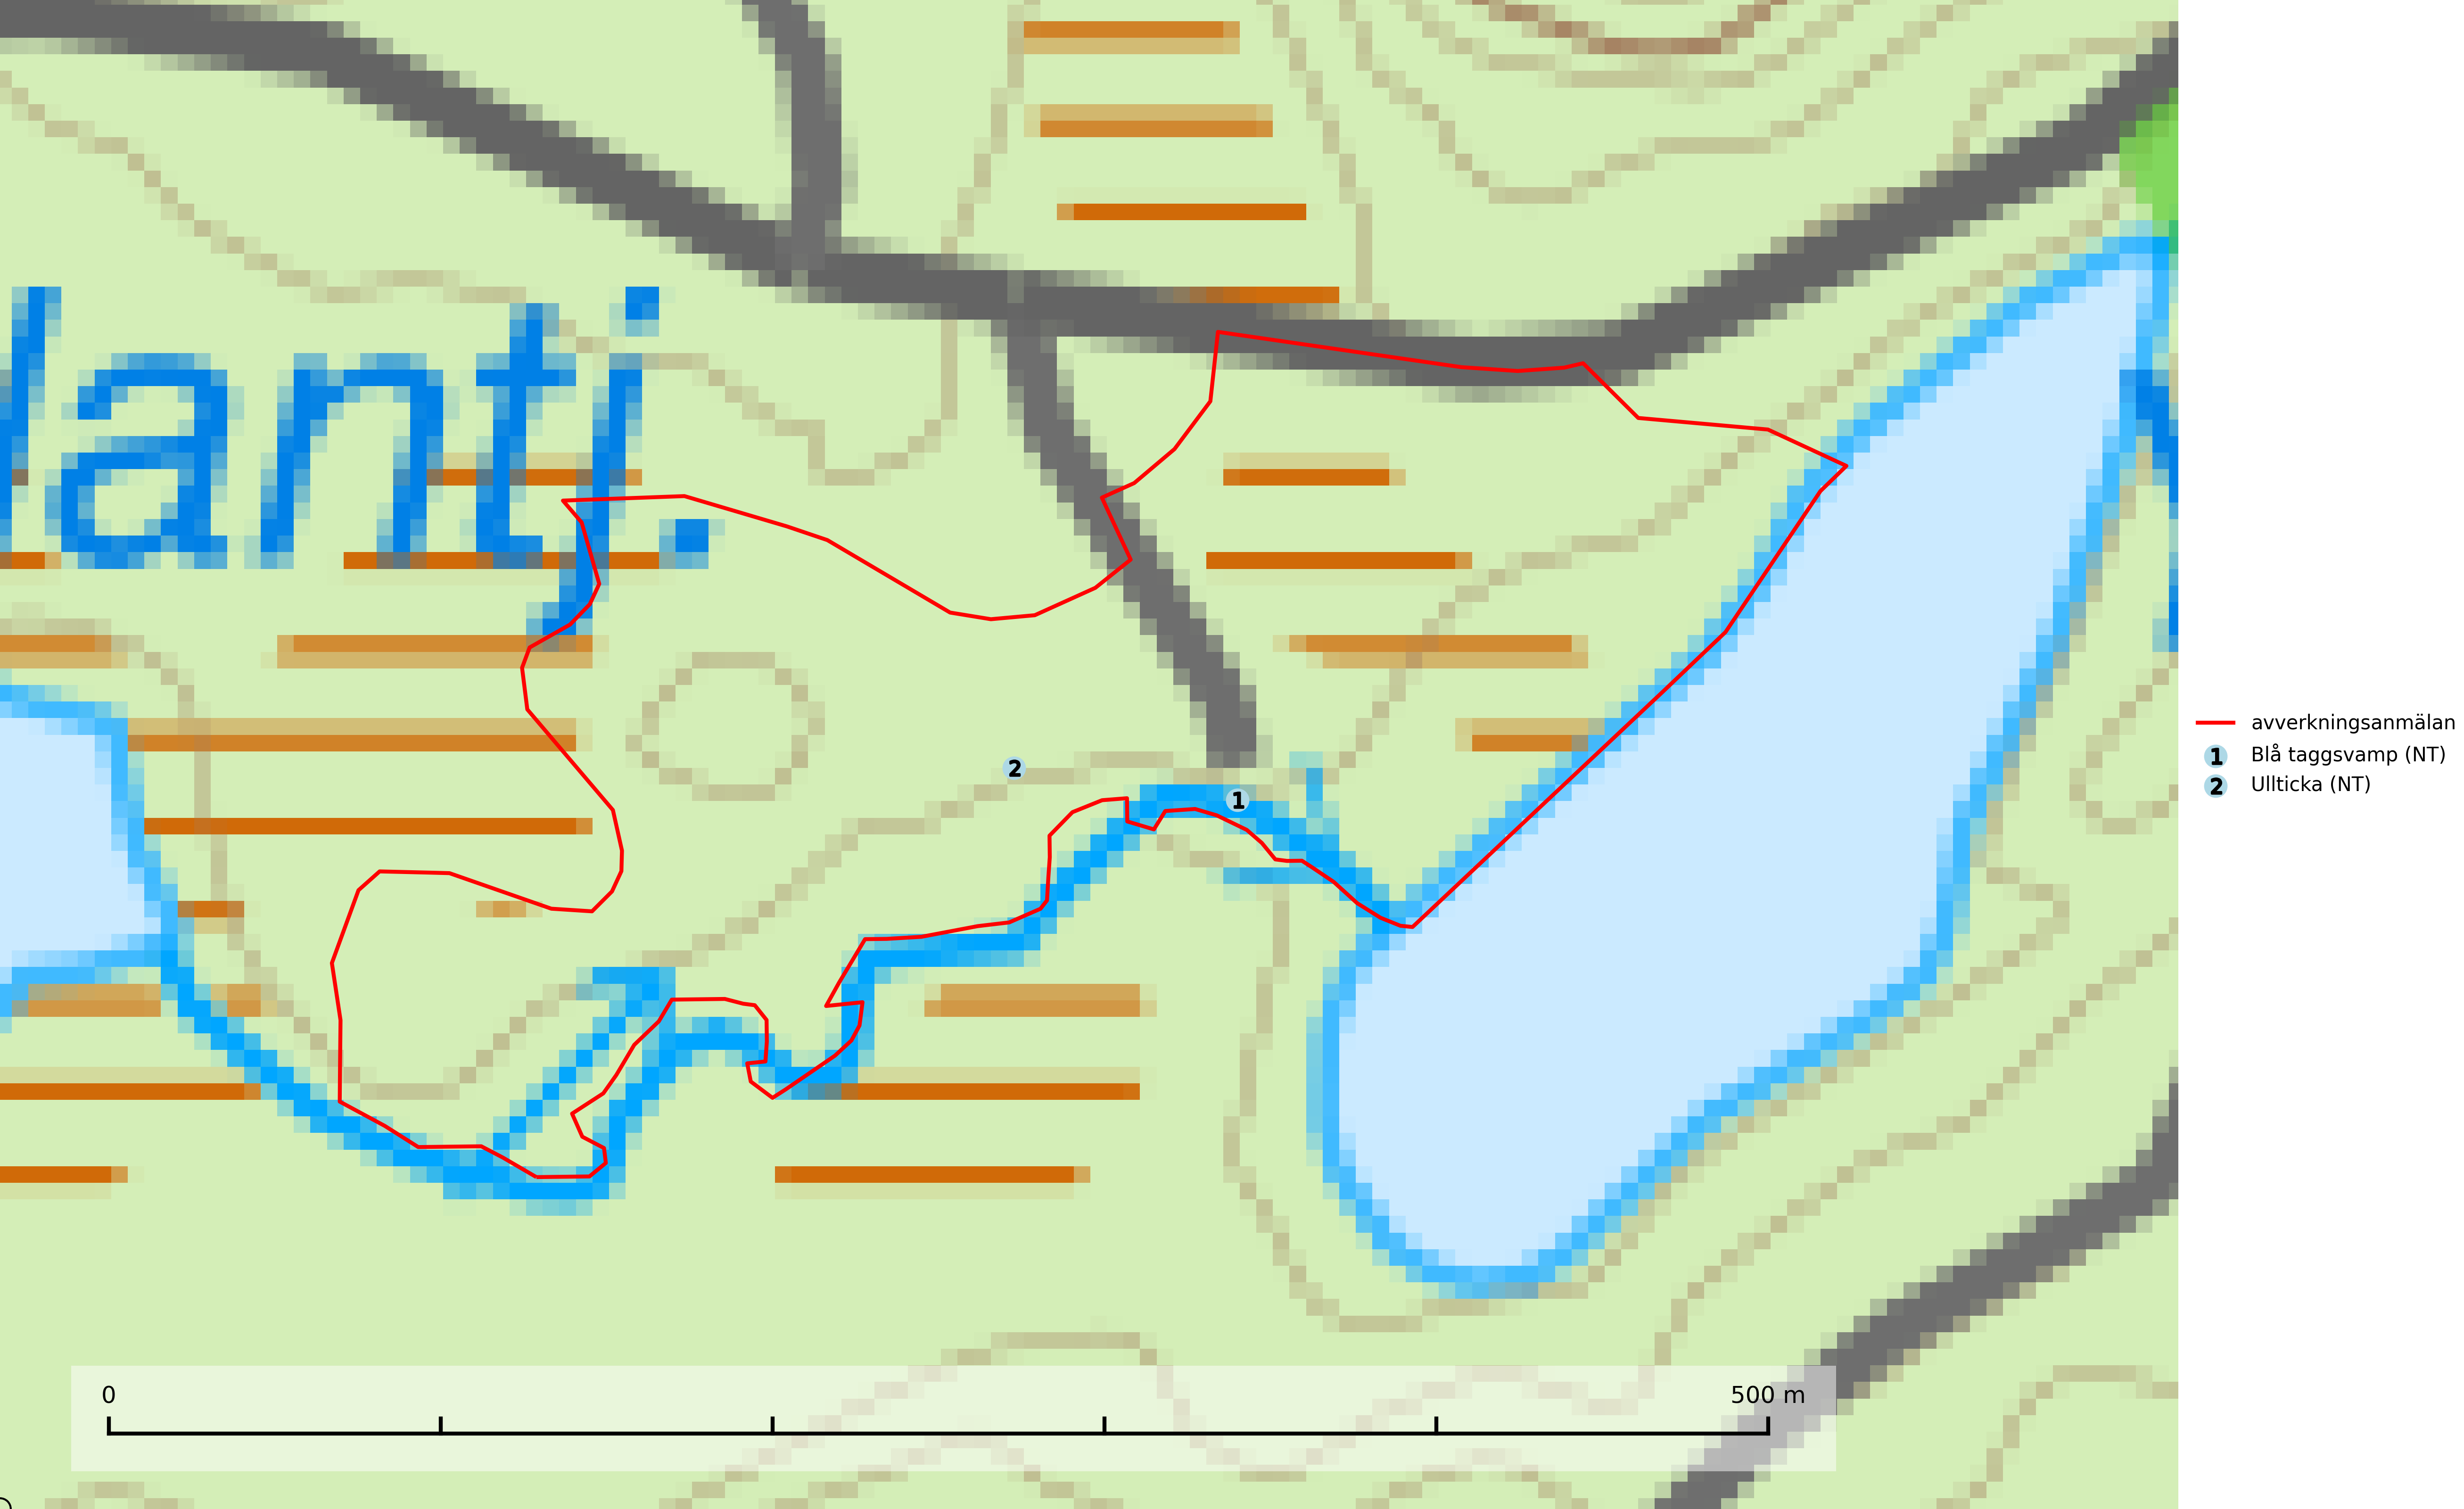 lantj.
avverkningsanmälan
1 Blå taggsvamp (NT)
2 Ullticka (NT)
2
1
0 500 m